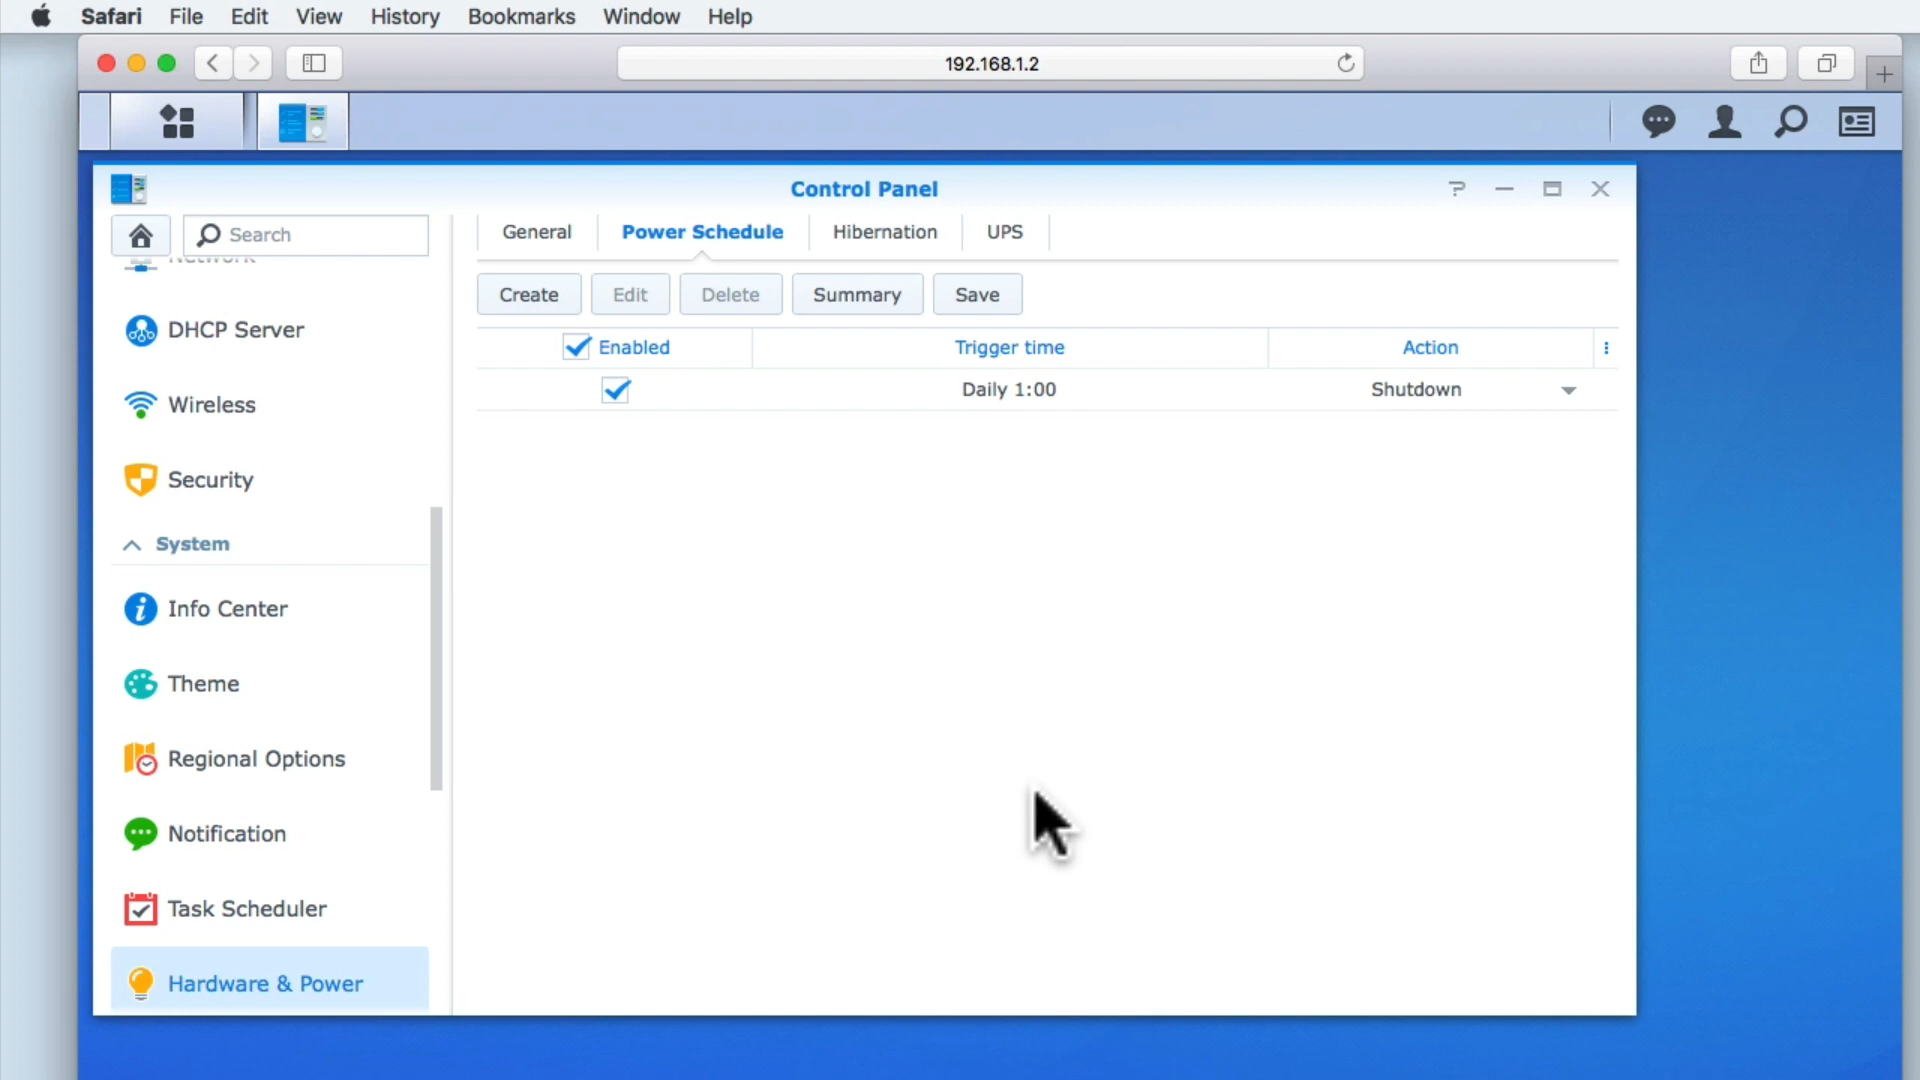 Safari File Edit View History Bookmarks Window Help
192.168.1.2
Control Panel
Search
General Power Schedule Hibernation UPS
Network
Create Edit Delete Summary Save
DHCP Server
Enabled Trigger time Action
Daily 1:00 Shutdown
Wireless
Security
System
Info Center
Theme
Regional Options
Notification
Task Scheduler
Hardware & Power